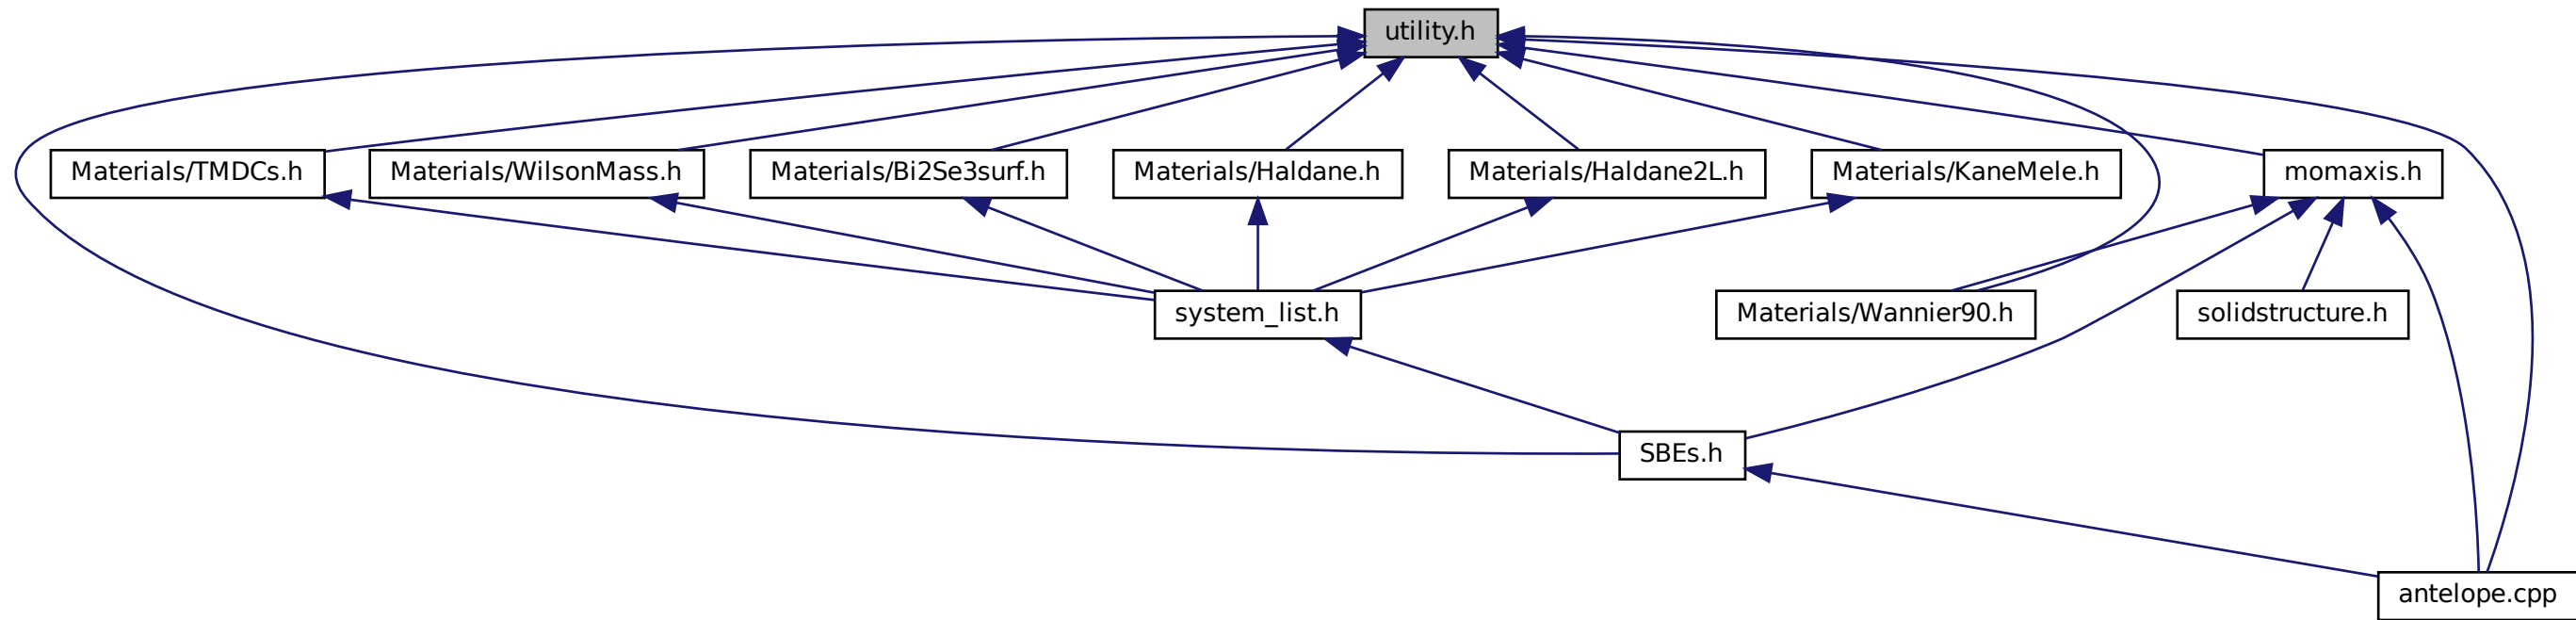 utility.h
Materials/TMDCs.h
Materials/WilsonMass.h
Materials/Bi2Se3surf.h
Materials/Haldane.h
Materials/Haldane2L.h
Materials/KaneMele.h
momaxis.h
system_list.h
Materials/Wannier90.h
solidstructure.h
SBEs.h
antelope.cpp